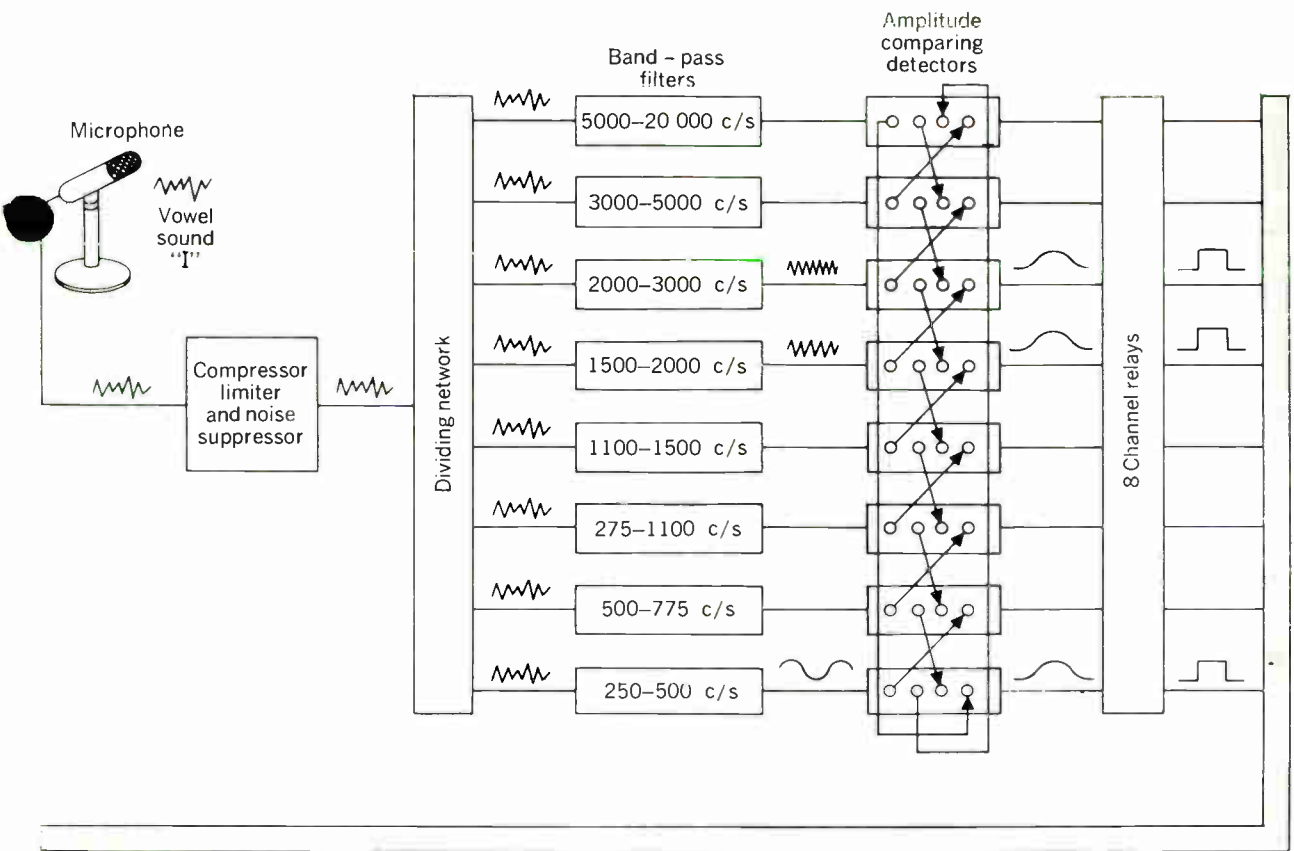 Amplitude
comparing
detectors
Band – pass
filters
Microphone
Vowel
sound
“I”
Compressor
limiter
and noise
suppressor
Dividing network
5000–20 000 c/s
3000–5000 c/s
2000–3000 c/s
1500–2000 c/s
1100–1500 c/s
275–1100 c/s
500–775 c/s
250–500 c/s
8 Channel relays